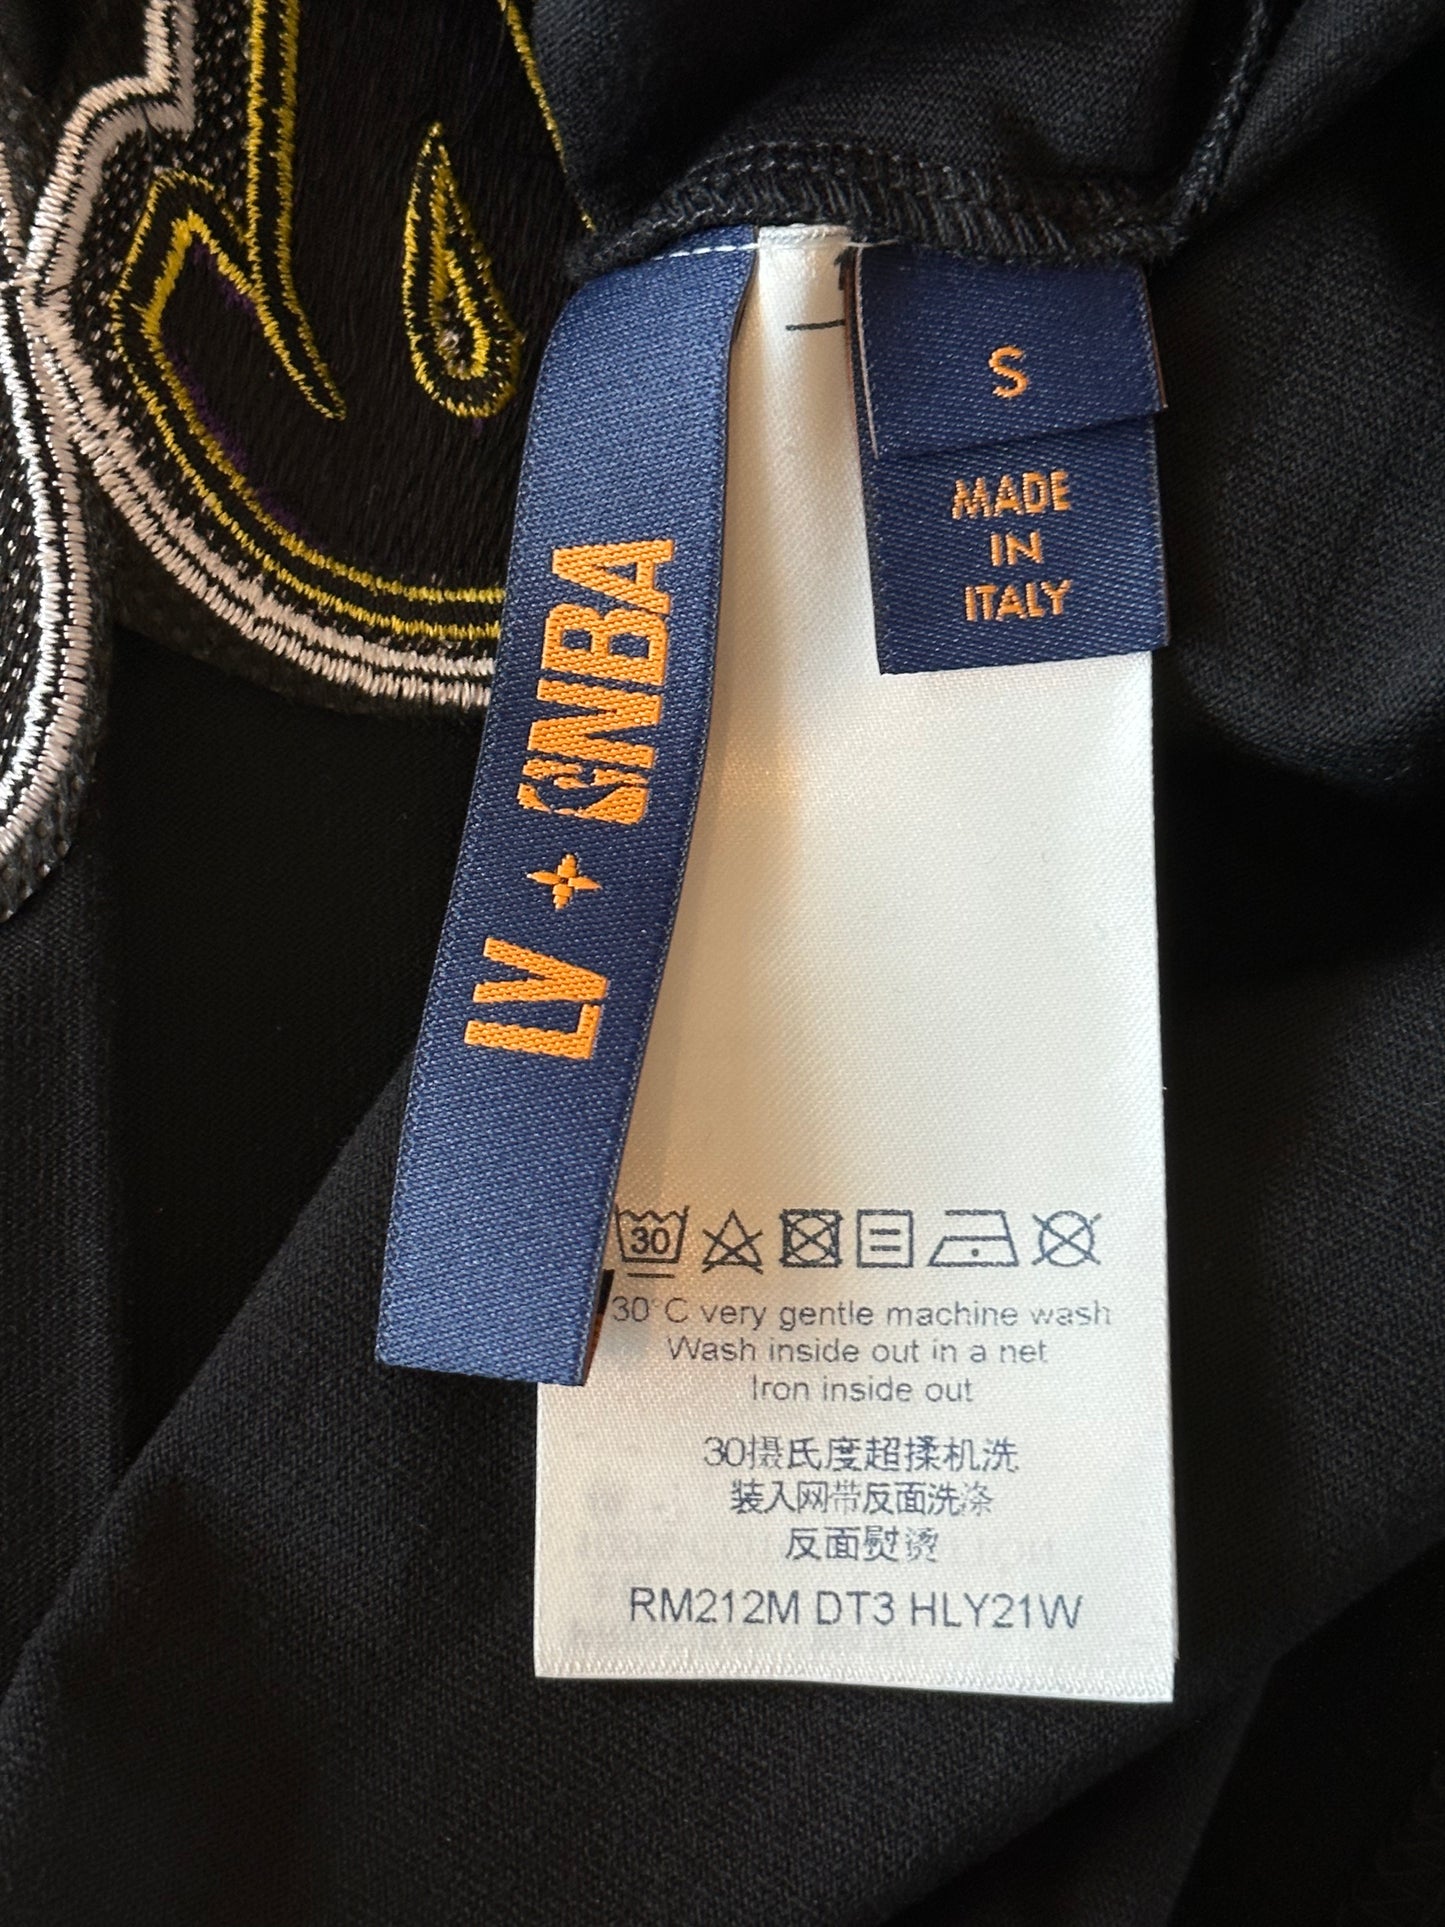 LV NBA
S
MADE
IN
ITALY
30
30°C very gentle machine wash
Wash inside out in a net
Iron inside out
30摄氏度超揉机洗
装入网带反面洗涤
反面熨烫
RM212M DT3 HLY21W